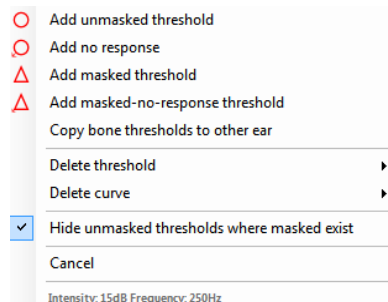 Add unmasked threshold
Add no response
Add masked threshold
Add masked-no-response threshold
Copy bone thresholds to other ear
Delete threshold
Delete curve
Hide unmasked thresholds where masked exist
Cancel
Intensity: 15dB Frequency: 250Hz